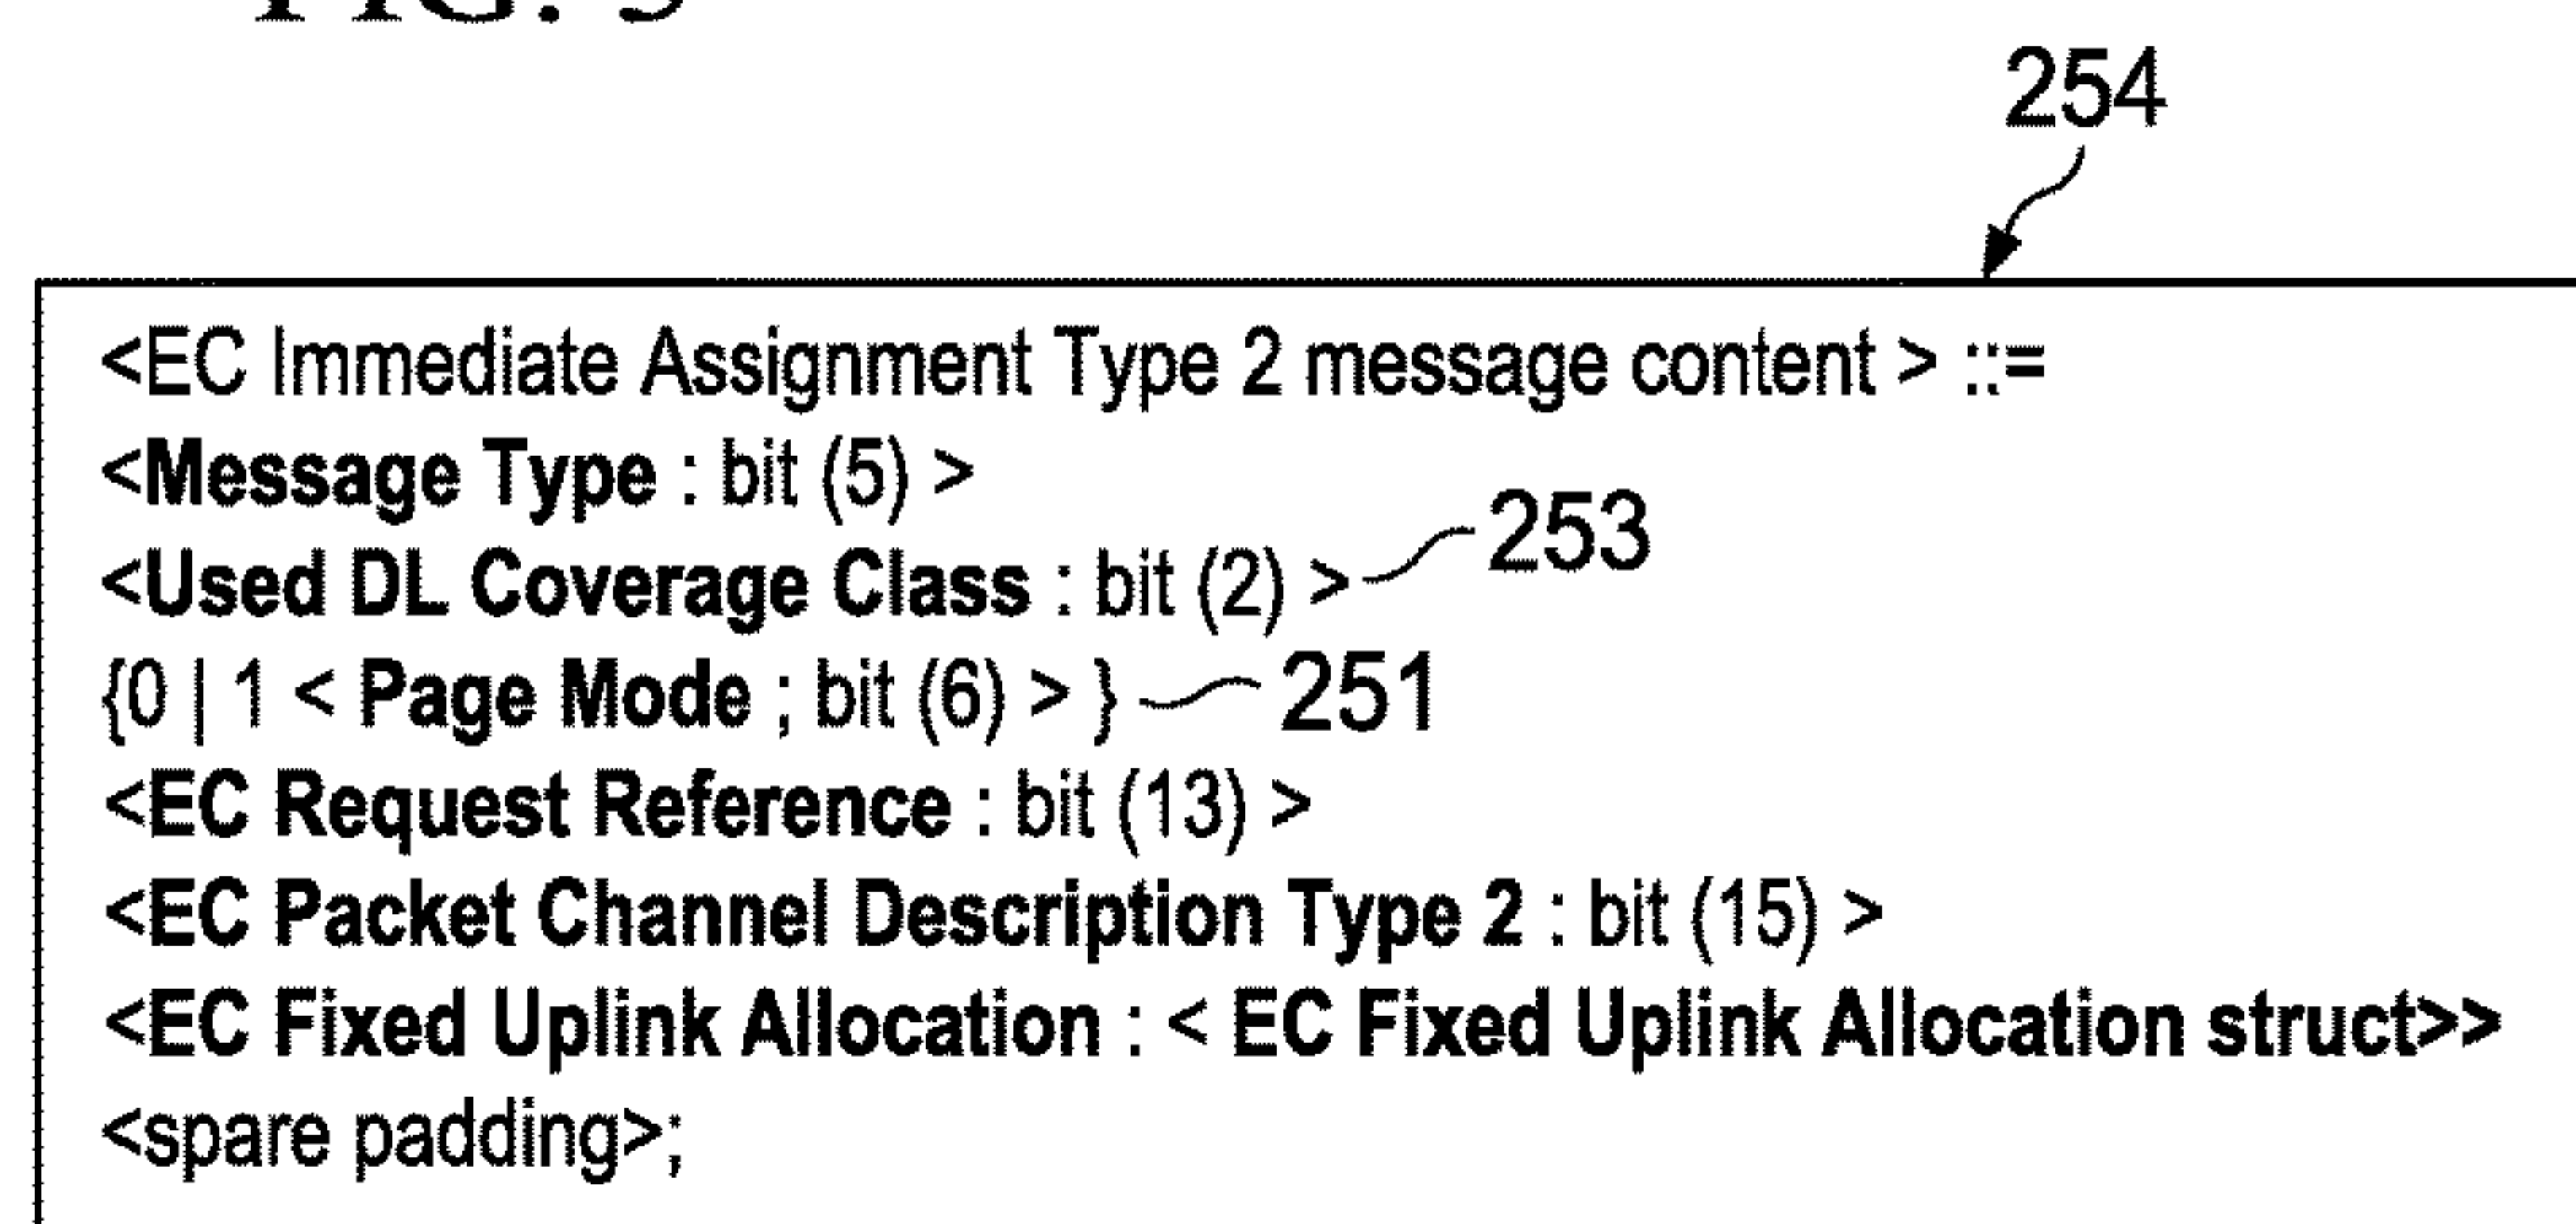 FIG. 5
254
<EC Immediate Assignment Type 2 message content > ::=
<Message Type : bit (5) >
<Used DL Coverage Class : bit (2) > 253
{0 | 1 < Page Mode ; bit (6) > } 251
<EC Request Reference : bit (13) >
<EC Packet Channel Description Type 2 : bit (15) >
<EC Fixed Uplink Allocation : < EC Fixed Uplink Allocation struct>>
<spare padding>;